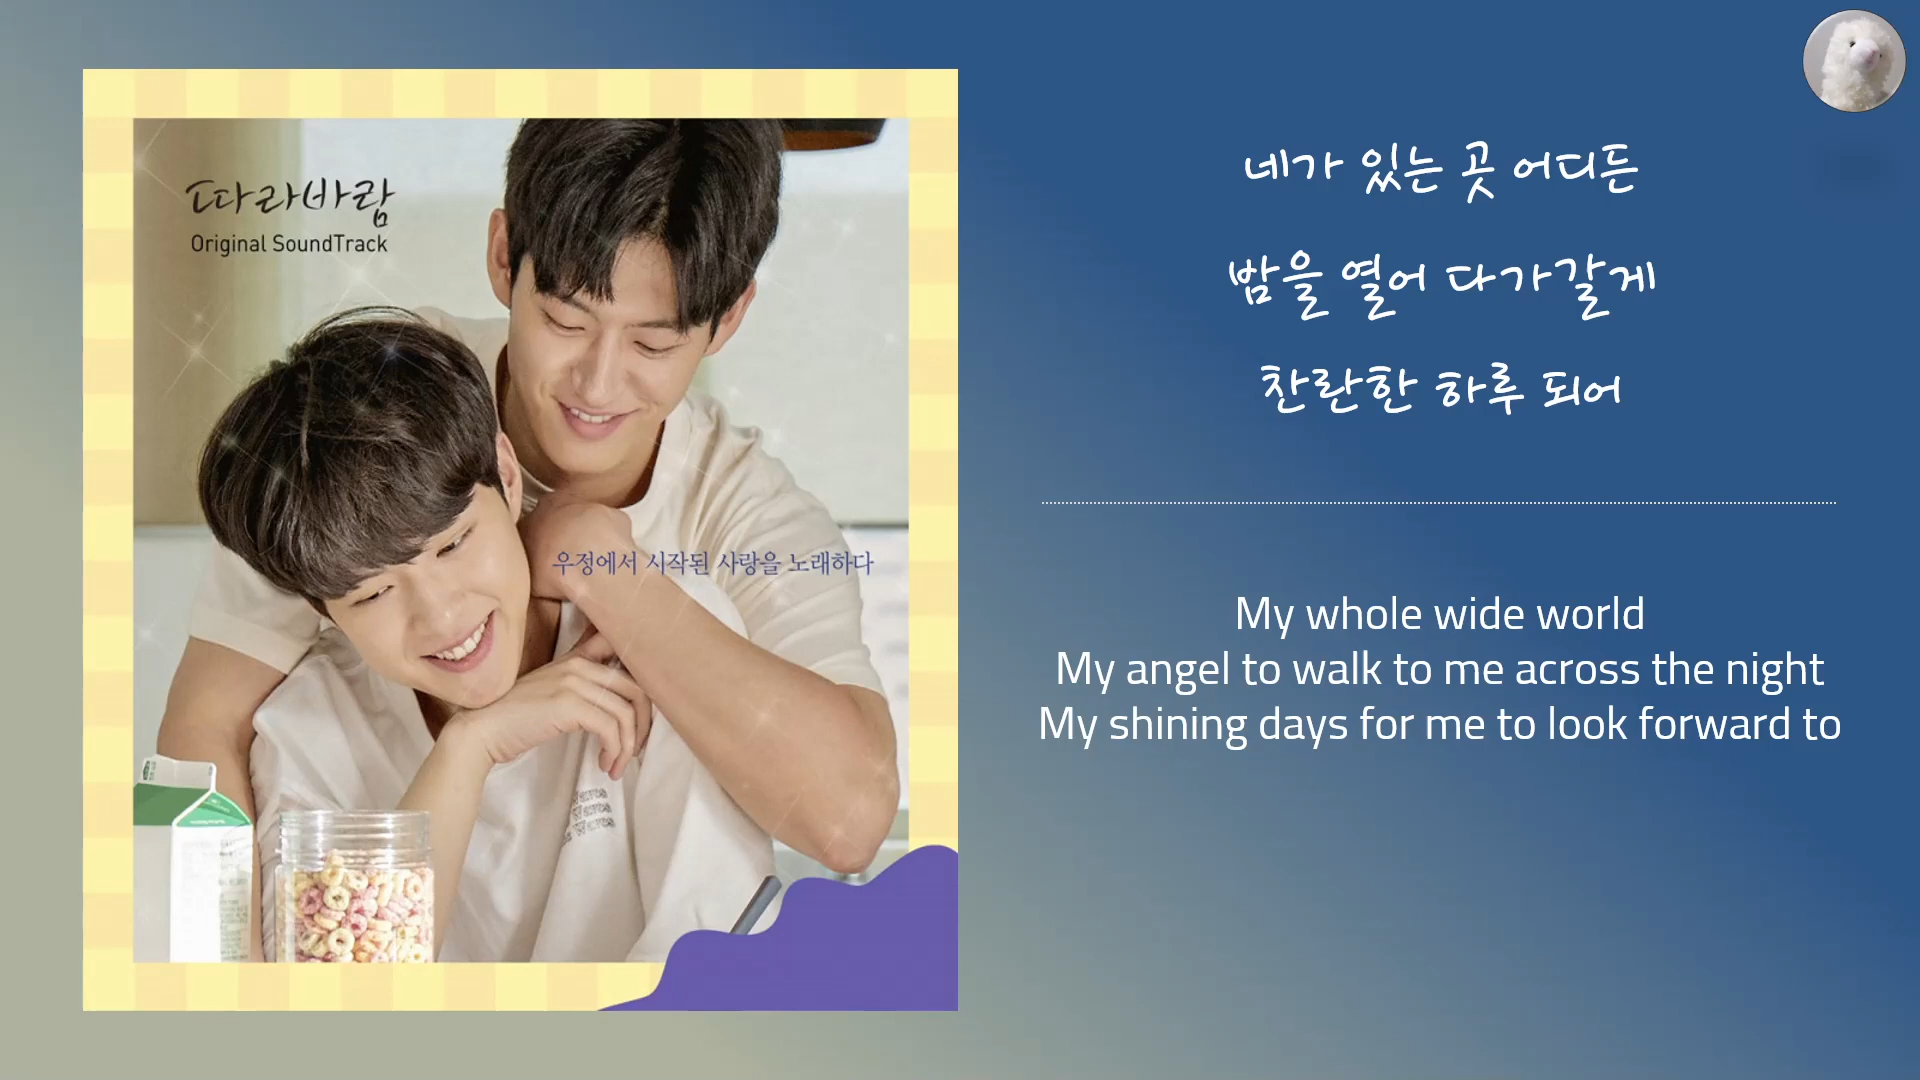 따라바람
Original SoundTrack
우정에서 시작된 사랑을 노래하다
네가 있는 곳 어디든
밤을 열어 다가갈게
찬란한 하루 되어
My whole wide world
My angel to walk to me across the night
My shining days for me to look forward to